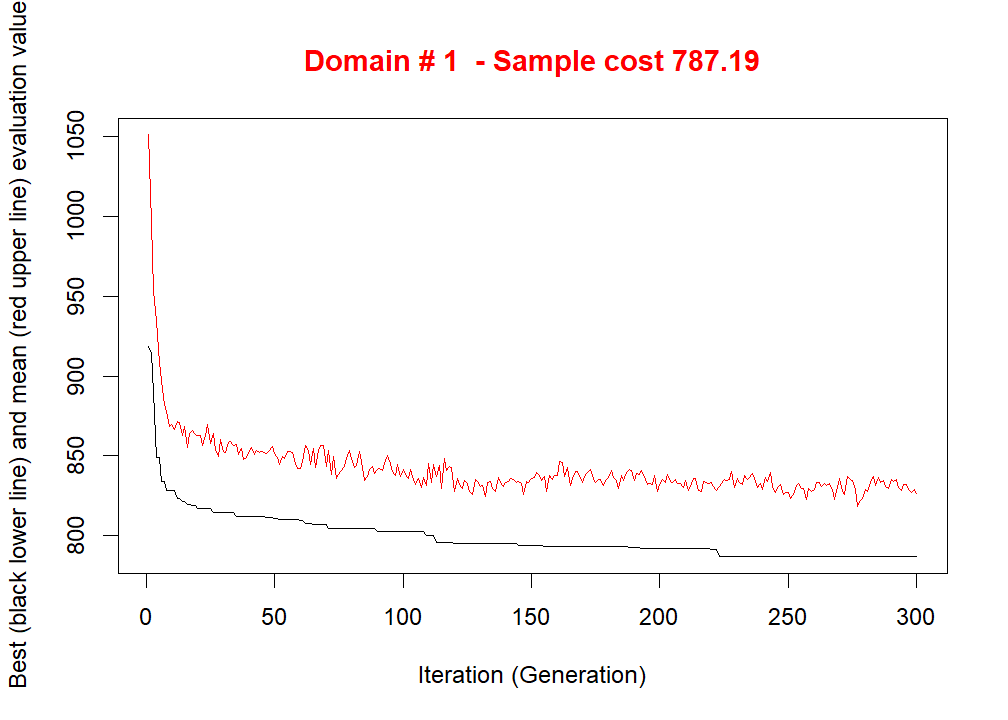 Domain # 1  - Sample cost 787.19
Best (black lower line) and mean (red upper line) evaluation value
1050
1000
950
900
850
800
0 50 100 150 200 250 300
Iteration (Generation)